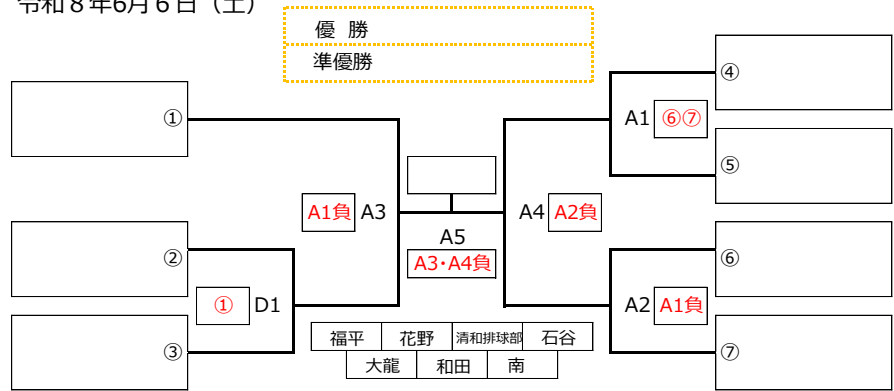 令和８年6月６日（土）
優 勝
準優勝
④
①
A1 ⑥⑦
⑤
A1負 A3
A4 A2負
A5
②
A3・A4負
⑥
① D1
A2 A1負
福平 花野 清和排球部 石谷
③
⑦
大龍 和田 南